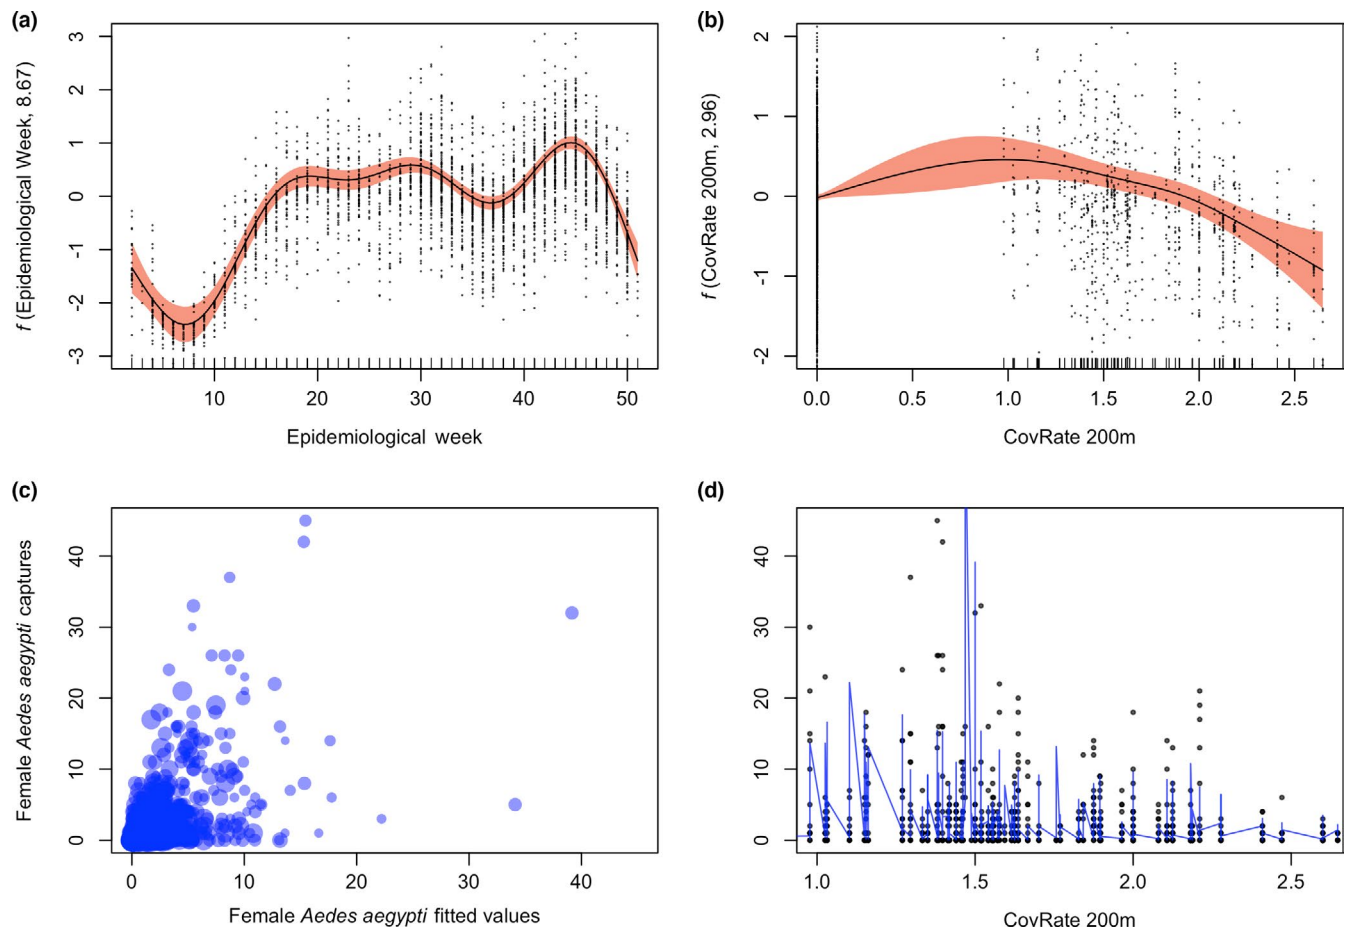 (a)
f (Epidemiological Week, 8.67)
3
2
1
0
-1
-2
-3
10 20 30 40 50
Epidemiological week
(b)
f (CovRate 200m, 2.96)
2
1
0
-1
-2
0.0 0.5 1.0 1.5 2.0 2.5
CovRate 200m
(c)
Female Aedes aegypti captures
40
30
20
10
0
0 10 20 30 40
Female Aedes aegypti fitted values
(d)
40
30
20
10
0
1.0 1.5 2.0 2.5
CovRate 200m